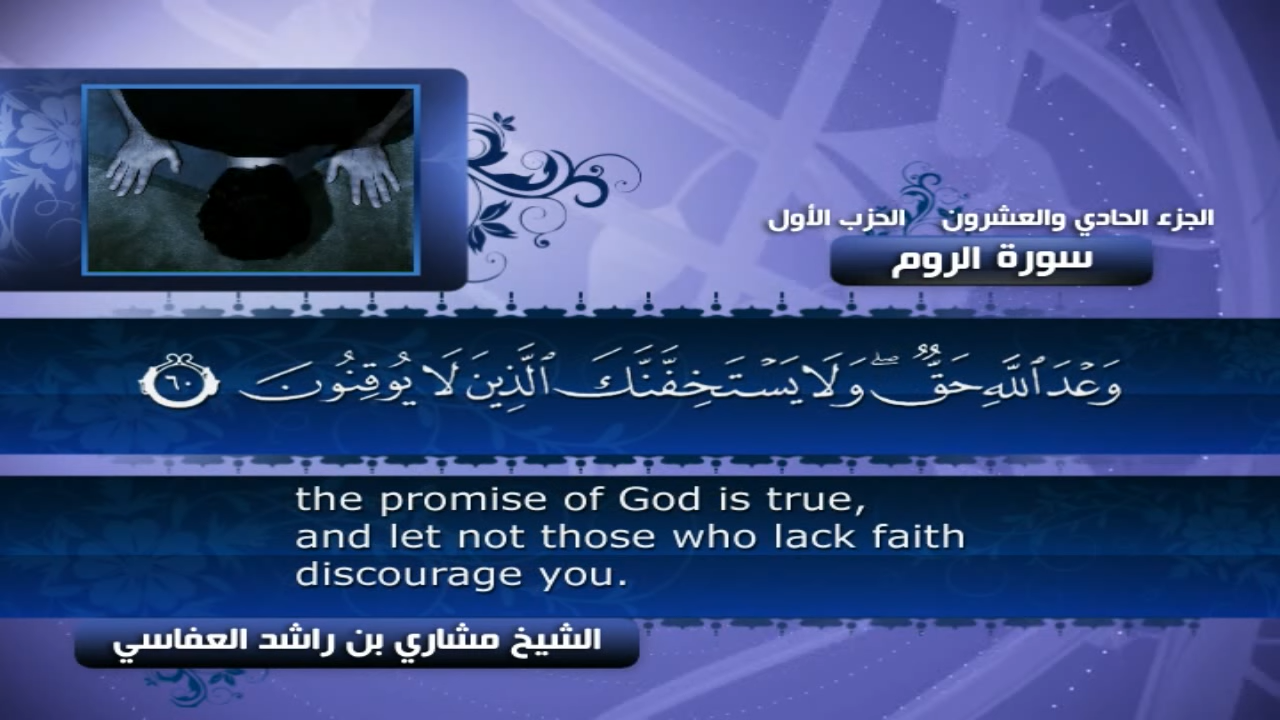 الجزء الحادي والعشرون الحزب الأول
سورة الروم
وَعْدَ ٱللَّهِ حَقٌّ ۖ وَلَا يَسْتَخِفَّنَّكَ ٱلَّذِينَ لَا يُوقِنُونَ ٦٠
the promise of God is true,
and let not those who lack faith
discourage you.
الشيخ مشاري بن راشد العفاسي